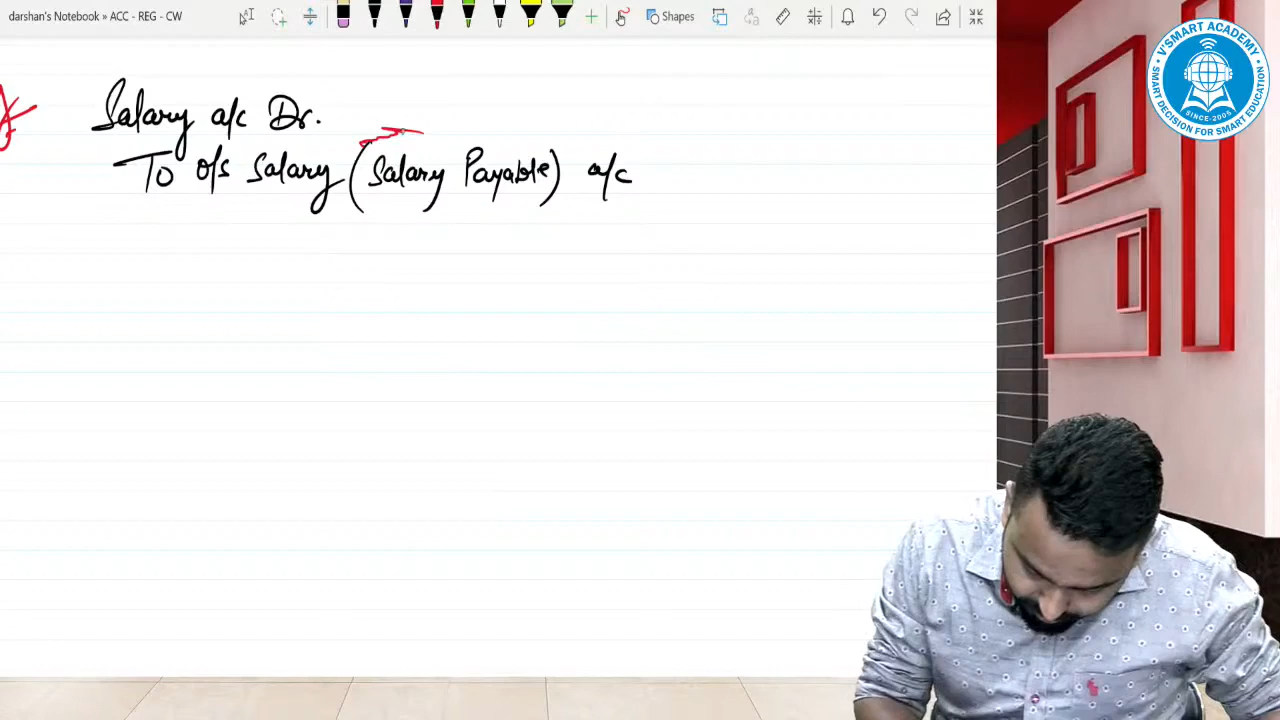 darshan's Notebook » ACC - REG - CW
Shapes
Salary a/c Dr.
To o/s Salary (Salary Payable) a/c
V'SMART ACADEMY
SINCE-2005
SMART DECISION FOR SMART EDUCATION